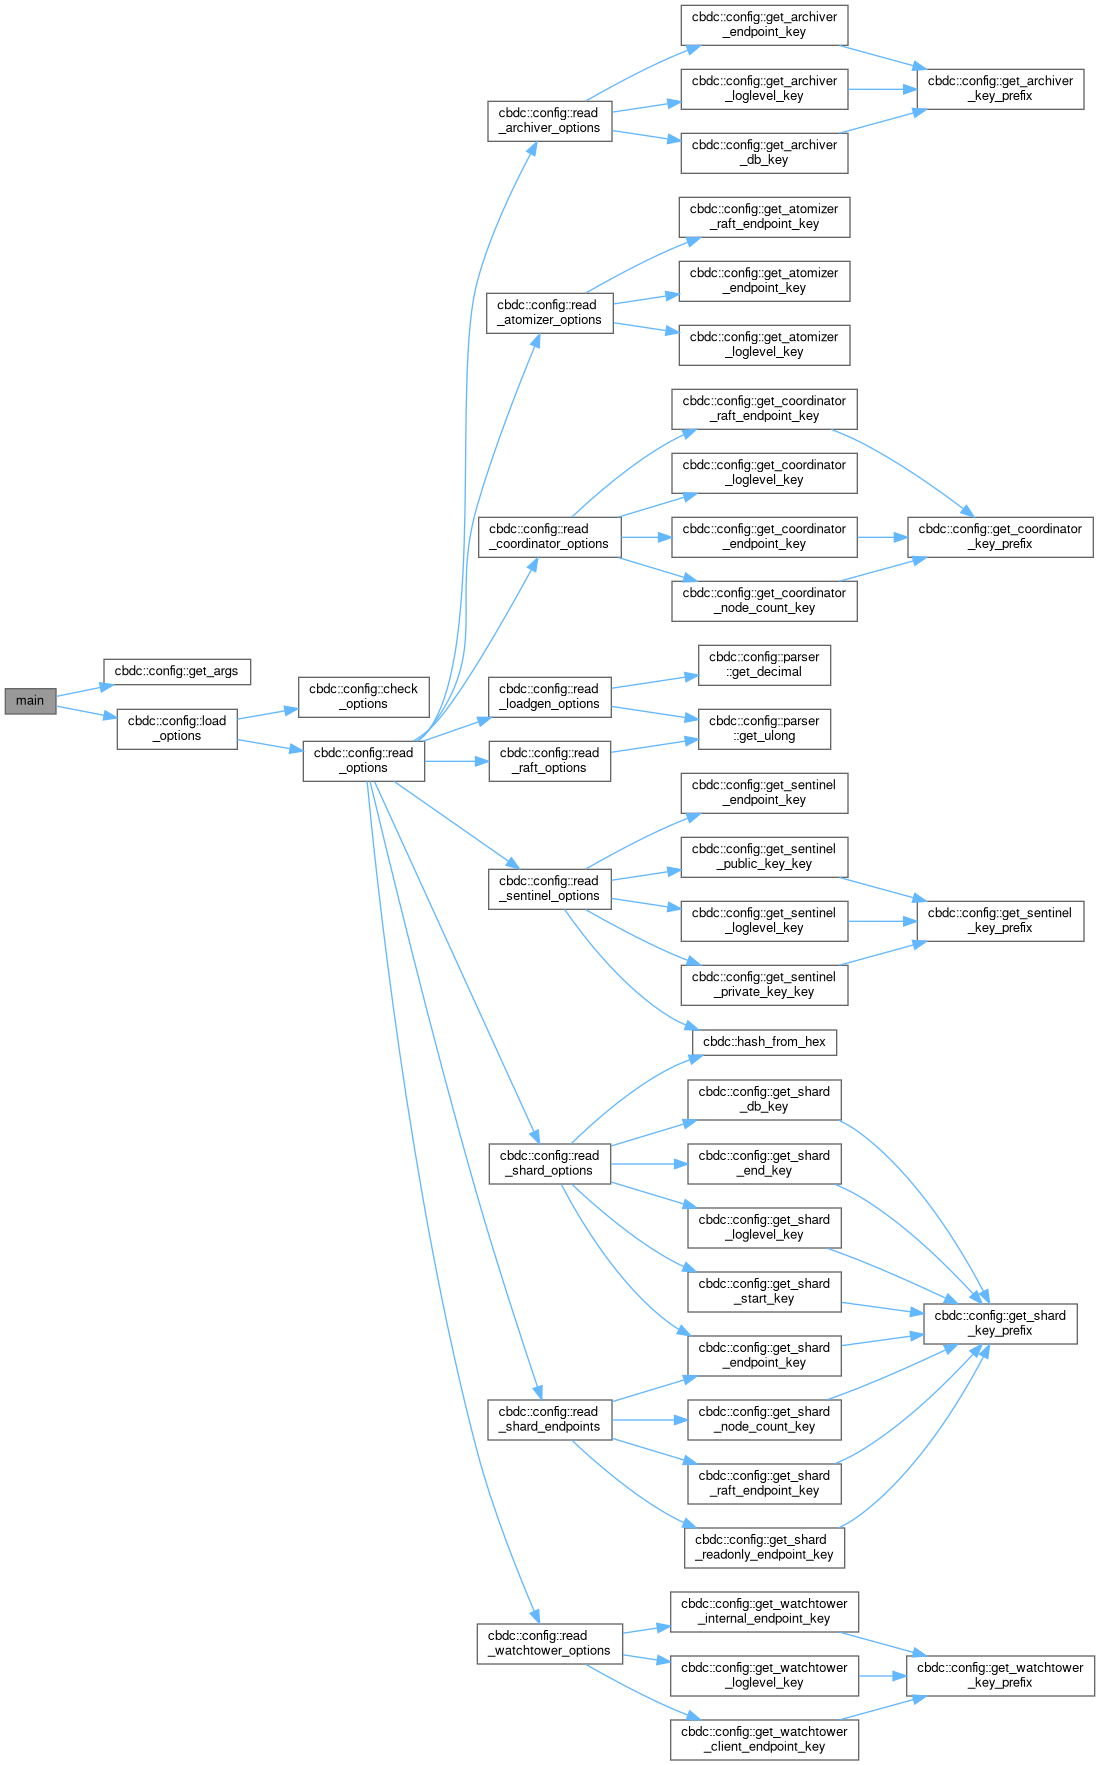 cbdc::config::get_archiver
_endpoint_key
cbdc::config::get_archiver
_loglevel_key
cbdc::config::get_archiver
_key_prefix
cbdc::config::read
_archiver_options
cbdc::config::get_archiver
_db_key
cbdc::config::get_atomizer
_raft_endpoint_key
cbdc::config::get_atomizer
_endpoint_key
cbdc::config::read
_atomizer_options
cbdc::config::get_atomizer
_loglevel_key
cbdc::config::get_coordinator
_raft_endpoint_key
cbdc::config::get_coordinator
_loglevel_key
cbdc::config::read
_coordinator_options
cbdc::config::get_coordinator
_endpoint_key
cbdc::config::get_coordinator
_key_prefix
cbdc::config::get_coordinator
_node_count_key
main
cbdc::config::get_args
cbdc::config::load
_options
cbdc::config::check
_options
cbdc::config::read
_options
cbdc::config::read
_loadgen_options
cbdc::config::parser
::get_decimal
cbdc::config::read
_raft_options
cbdc::config::parser
::get_ulong
cbdc::config::get_sentinel
_endpoint_key
cbdc::config::get_sentinel
_public_key_key
cbdc::config::read
_sentinel_options
cbdc::config::get_sentinel
_loglevel_key
cbdc::config::get_sentinel
_key_prefix
cbdc::config::get_sentinel
_private_key_key
cbdc::hash_from_hex
cbdc::config::get_shard
_db_key
cbdc::config::read
_shard_options
cbdc::config::get_shard
_end_key
cbdc::config::get_shard
_loglevel_key
cbdc::config::get_shard
_start_key
cbdc::config::get_shard
_key_prefix
cbdc::config::get_shard
_endpoint_key
cbdc::config::read
_shard_endpoints
cbdc::config::get_shard
_node_count_key
cbdc::config::get_shard
_raft_endpoint_key
cbdc::config::get_shard
_readonly_endpoint_key
cbdc::config::get_watchtower
_internal_endpoint_key
cbdc::config::read
_watchtower_options
cbdc::config::get_watchtower
_loglevel_key
cbdc::config::get_watchtower
_key_prefix
cbdc::config::get_watchtower
_client_endpoint_key